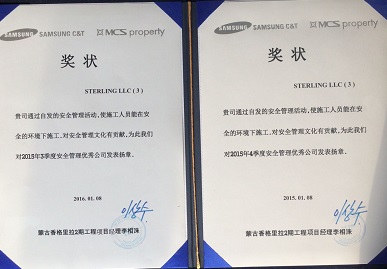 SAMSUNG SAMSUNG C&T MCS property
奖 状
STERLING LLC ( 3 )
贵司通过自发的安全管理活动,使施工人员能在安
全的环境下施工,对安全管理文化有贡献,为此我们
对2015年3季度安全管理优秀公司发表扬章。
2016. 01. 08
蒙古香格里拉2期工程项目经理李相洙
SAMSUNG SAMSUNG C&T MCS property
奖 状
STERLING LLC ( 3 )
贵司通过自发的安全管理活动,使施工人员能在安
全的环境下施工,对安全管理文化有贡献,为此我们
对2015年4季度安全管理优秀公司发表扬章。
2015. 01. 08
蒙古香格里拉2期工程项目经理李相洙